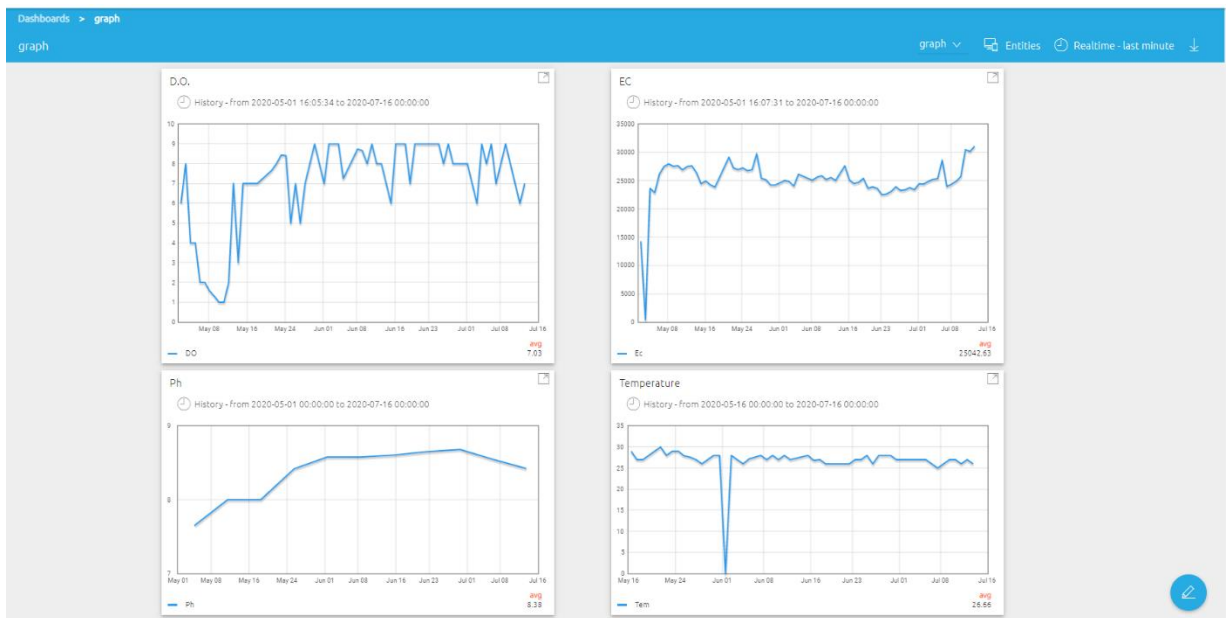 Dashboards > graph
graph
graph Entities Realtime - last minute
D.O.
History - from 2020-05-01 16:05:34 to 2020-07-16 00:00:00
10
9
8
7
6
5
4
3
2
1
0
May 08 May 16 May 24 Jun 01 Jun 08 Jun 16 Jun 23 Jul 01 Jul 08 Jul 16
avg
DO 7.03
EC
History - from 2020-05-01 16:07:31 to 2020-07-16 00:00:00
35000
30000
25000
20000
15000
10000
5000
0
May 08 May 16 May 24 Jun 01 Jun 08 Jun 16 Jun 23 Jul 01 Jul 08 Jul 16
avg
Ec 25042.63
Ph
History - from 2020-05-01 00:00:00 to 2020-07-16 00:00:00
9
8
7
May 01 May 08 May 16 May 24 Jun 01 Jun 08 Jun 16 Jun 23 Jul 01 Jul 08 Jul 16
avg
Ph 8.38
Temperature
History - from 2020-05-16 00:00:00 to 2020-07-16 00:00:00
35
30
25
20
15
10
5
0
May 16 May 24 Jun 01 Jun 08 Jun 16 Jun 23 Jul 01 Jul 08 Jul 16
avg
Tem 26.66